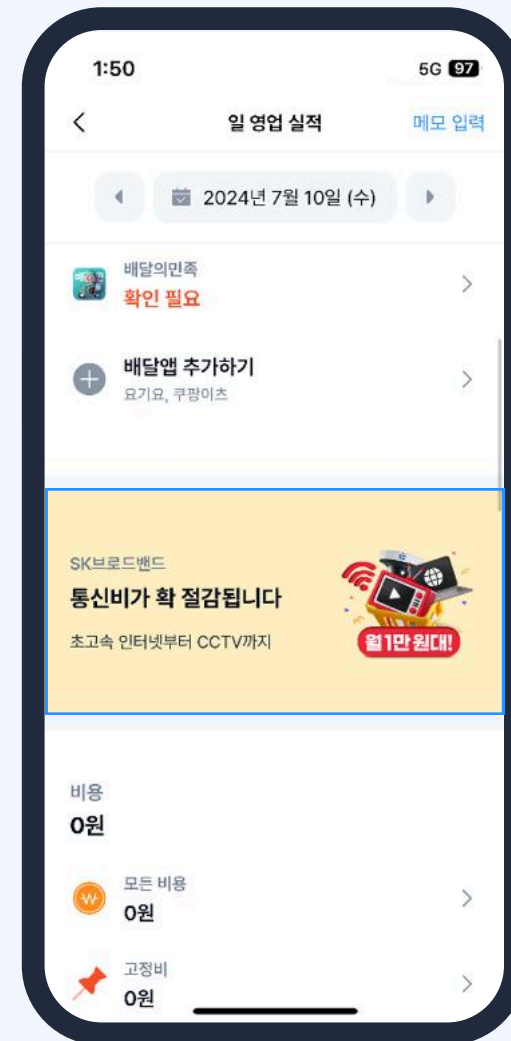 1:50
5G 97
일 영업 실적
메모 입력
2024년 7월 10일 (수)
배달의민족
확인 필요
배달앱 추가하기
요기요, 쿠팡이츠
SK브로드밴드
통신비가 확 절감됩니다
초고속 인터넷부터 CCTV까지
월1만원대!
비용
0원
모든 비용
0원
고정비
0원